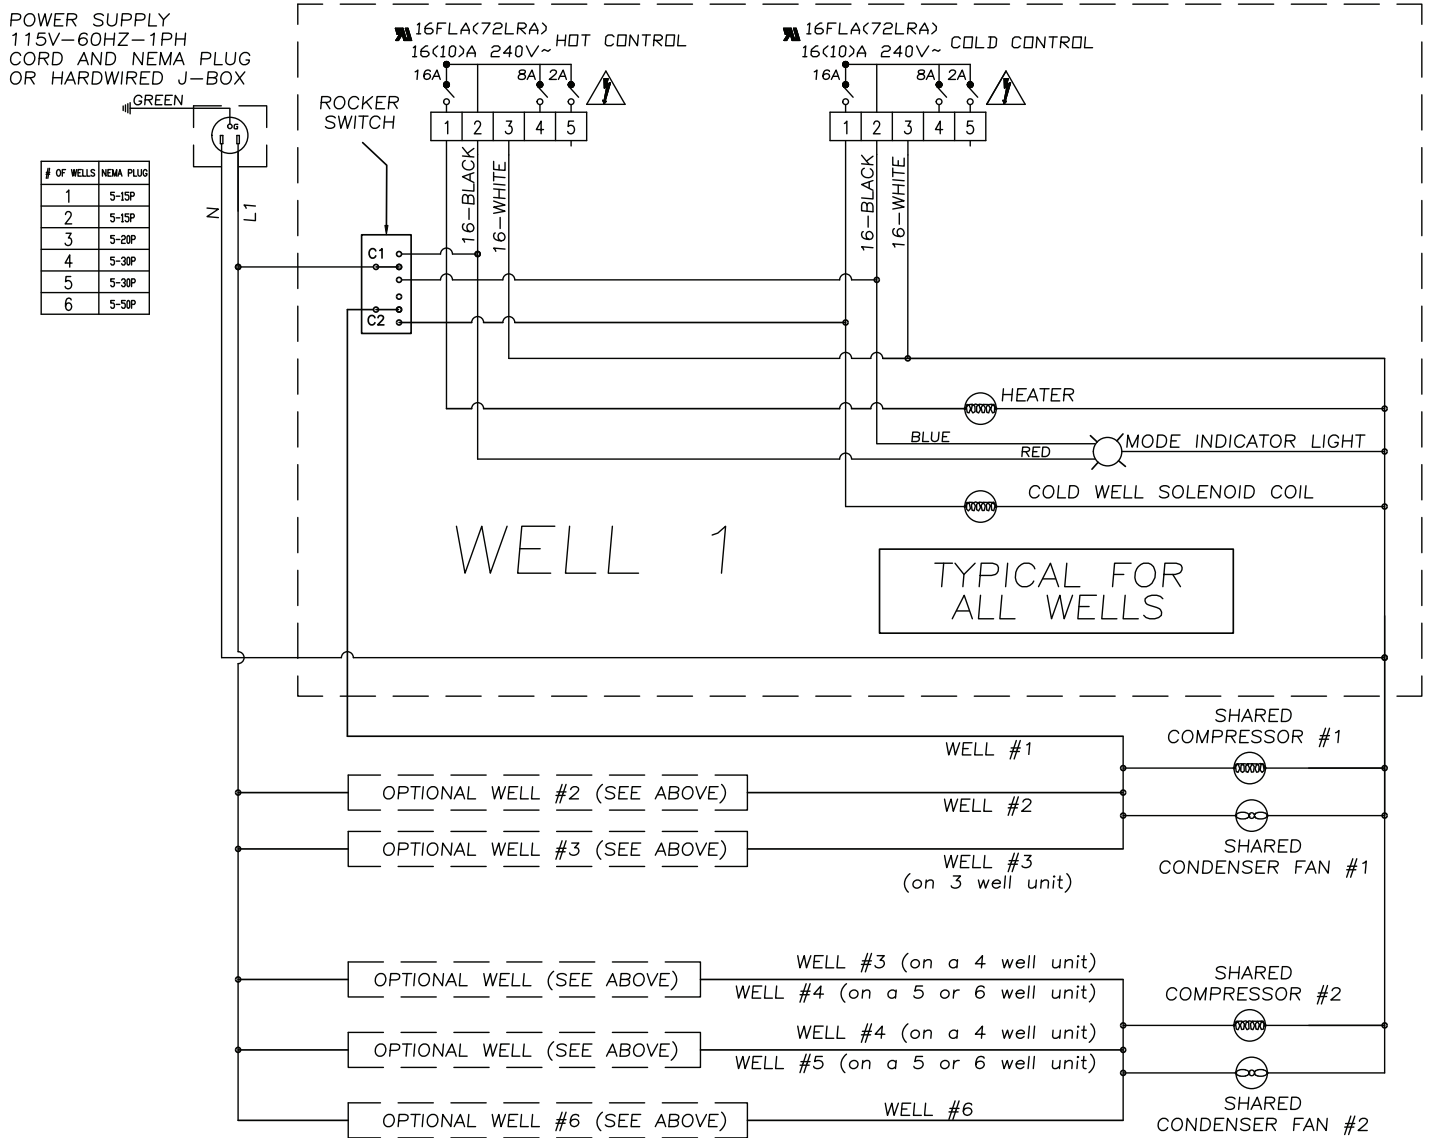 POWER SUPPLY
115V-60HZ-1PH
CORD AND NEMA PLUG
OR HARDWIRED J-BOX
GREEN
G
N
L1
# OF WELLS NEMA PLUG
1 5-15P
2 5-15P
3 5-20P
4 5-30P
5 5-30P
6 5-50P
ROCKER
SWITCH
C1
C2
16FLA(72LRA)
16(10)A 240V~
HOT CONTROL
16A 8A 2A
1 2 3 4 5
16-BLACK
16-WHITE
16FLA(72LRA)
16(10)A 240V~
COLD CONTROL
16A 8A 2A
1 2 3 4 5
16-BLACK
16-WHITE
HEATER
BLUE
RED
MODE INDICATOR LIGHT
COLD WELL SOLENOID COIL
WELL 1
TYPICAL FOR
ALL WELLS
WELL #1
SHARED
COMPRESSOR #1
OPTIONAL WELL #2 (SEE ABOVE)
WELL #2
OPTIONAL WELL #3 (SEE ABOVE)
WELL #3
(on 3 well unit)
SHARED
CONDENSER FAN #1
OPTIONAL WELL (SEE ABOVE)
WELL #3 (on a 4 well unit)
WELL #4 (on a 5 or 6 well unit)
SHARED
COMPRESSOR #2
OPTIONAL WELL (SEE ABOVE)
WELL #4 (on a 4 well unit)
WELL #5 (on a 5 or 6 well unit)
OPTIONAL WELL #6 (SEE ABOVE)
WELL #6
SHARED
CONDENSER FAN #2